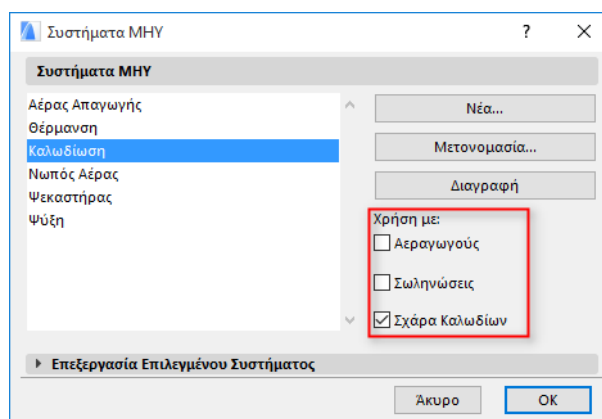 Συστήματα ΜΗΥ
?
Συστήματα ΜΗΥ
Αέρας Απαγωγής
Θέρμανση
Καλωδίωση
Νωπός Αέρας
Ψεκαστήρας
Ψύξη
Νέα...
Μετονομασία...
Διαγραφή
Χρήση με:
Αεραγωγούς
Σωληνώσεις
Σχάρα Καλωδίων
Επεξεργασία Επιλεγμένου Συστήματος
Άκυρο
OK